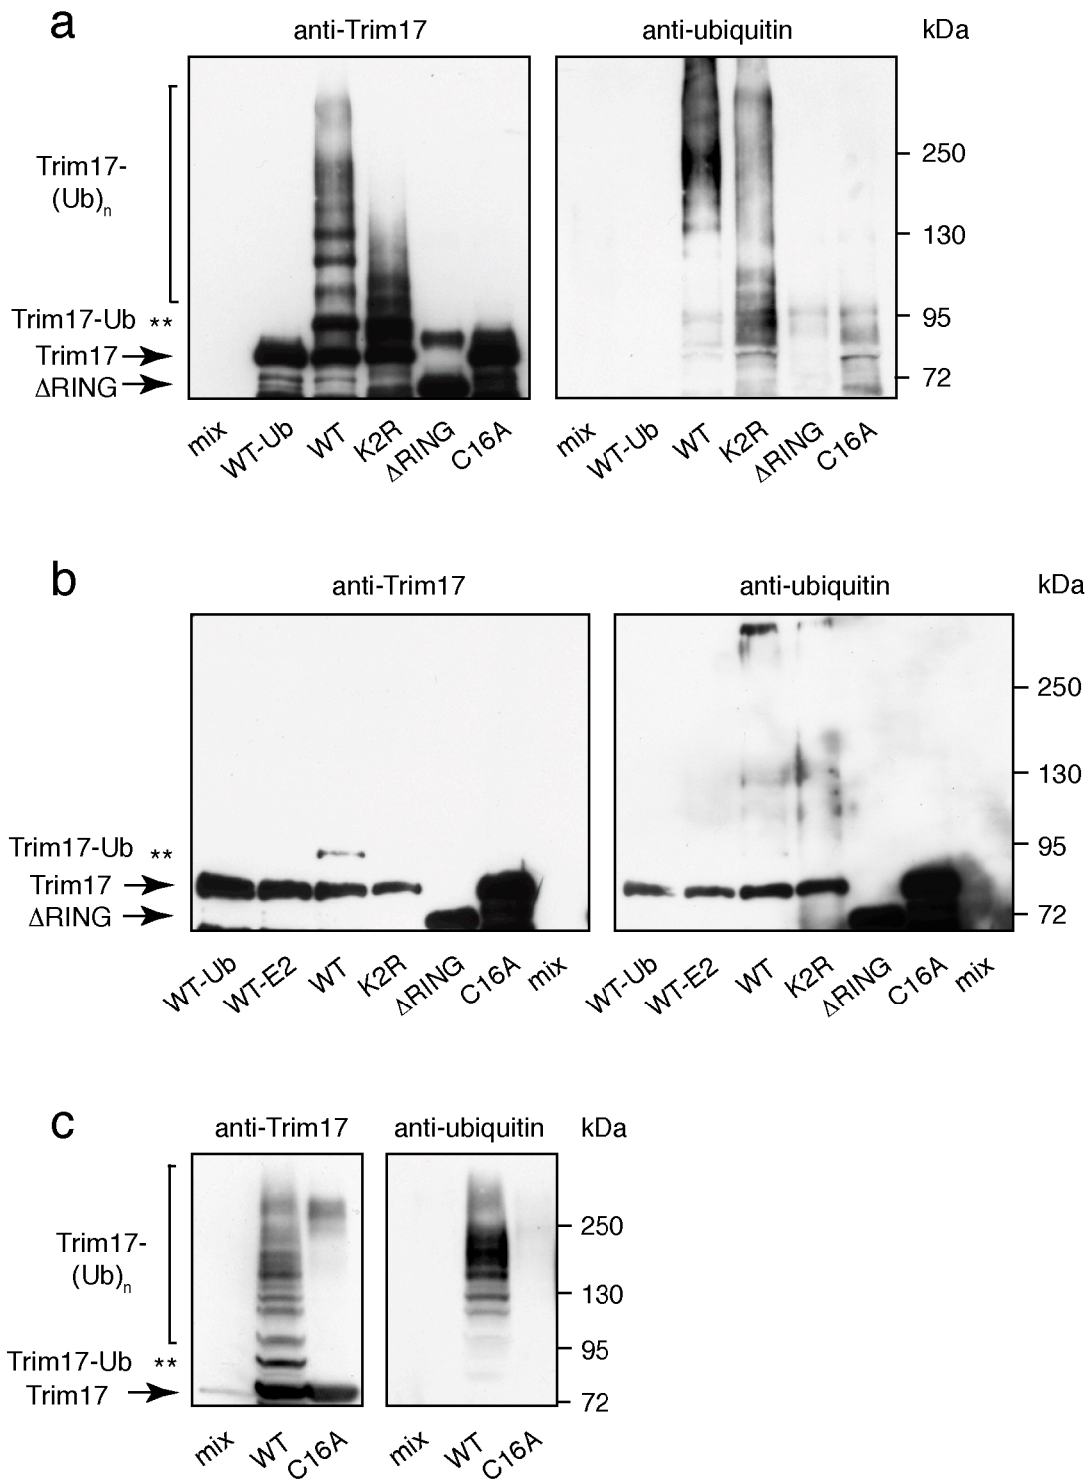 a
anti-Trim17
anti-ubiquitin
kDa
Trim17-
(Ub)n
Trim17-Ub **
Trim17
ΔRING
250
130
95
72
mix
WT-Ub
WT
K2R
ΔRING
C16A
mix
WT-Ub
WT
K2R
ΔRING
C16A
b
anti-Trim17
anti-ubiquitin
kDa
Trim17-Ub **
Trim17
ΔRING
250
130
95
72
WT-Ub
WT-E2
WT
K2R
ΔRING
C16A
mix
WT-Ub
WT-E2
WT
K2R
ΔRING
C16A
mix
c
anti-Trim17
anti-ubiquitin
kDa
Trim17-
(Ub)n
Trim17-Ub **
Trim17
250
130
95
72
mix
WT
C16A
mix
WT
C16A